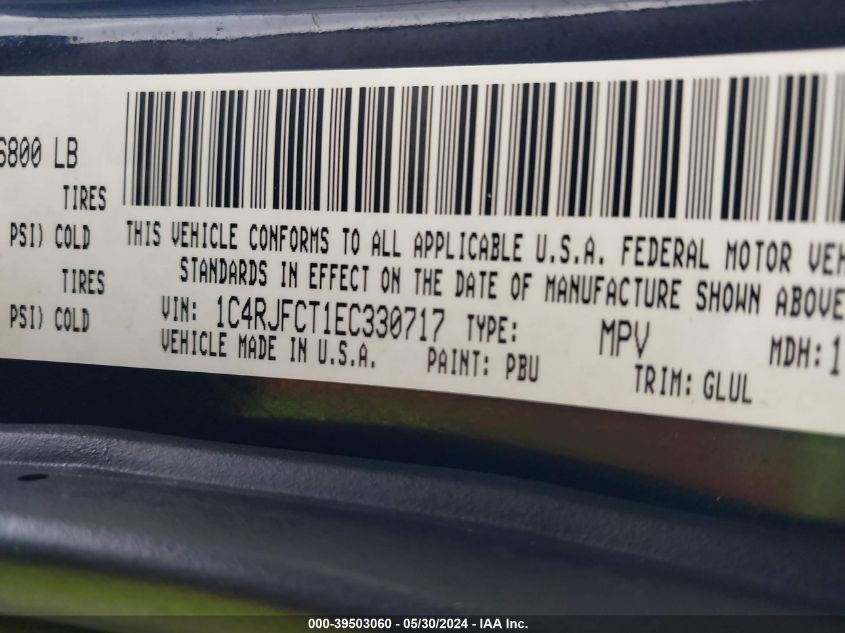 6800 LB
TIRES
PSI) COLD
TIRES
PSI) COLD
THIS VEHICLE CONFORMS TO ALL APPLICABLE U.S.A. FEDERAL MOTOR VEH
STANDARDS IN EFFECT ON THE DATE OF MANUFACTURE SHOWN ABOVE
VIN: 1C4RJFCT1EC330717 TYPE: MPV MDH: 1
VEHICLE MADE IN U.S.A. PAINT: PBU TRIM: GLUL
000-39503060 - 05/30/2024 - IAA Inc.